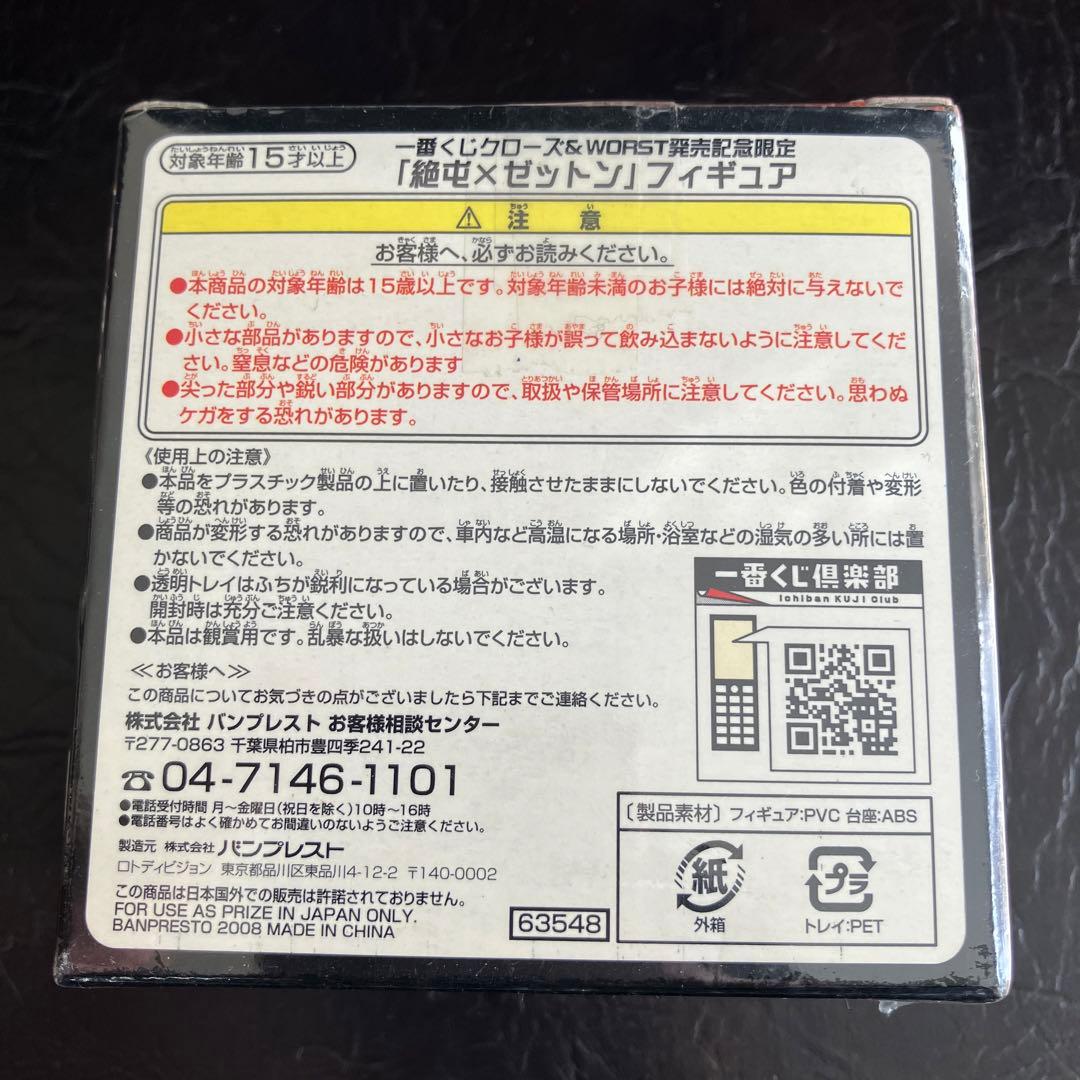 対象年齢15才以上
一番くじクローズ&WORST発売記念限定
「絶屯×ゼットン」フィギュア
⚠ 注 意
お客様へ、必ずお読みください。
●本商品の対象年齢は15歳以上です。対象年齢未満のお子様には絶対に与えないで
ください。
●小さな部品がありますので、小さなお子様が誤って飲み込まないように注意してくだ
さい。窒息などの危険があります
●尖った部分や鋭い部分がありますので、取扱や保管場所に注意してください。思わぬ
ケガをする恐れがあります。
《使用上の注意》
●本品をプラスチック製品の上に置いたり、接触させたままにしないでください。色の付着や変形
等の恐れがあります。
●商品が変形する恐れがありますので、車内など高温になる場所・浴室などの湿気の多い所には置
かないでください。
●透明トレイはふちが鋭利になっている場合がございます。
開封時は充分ご注意ください。
●本品は観賞用です。乱暴な扱いはしないでください。
≪お客様へ≫
この商品についてお気づきの点がございましたら下記までご連絡ください。
株式会社 バンプレスト お客様相談センター
〒277-0863 千葉県柏市豊四季241-22
☎04-7146-1101
●電話受付時間 月〜金曜日(祝日を除く)10時〜16時
●電話番号はよく確かめてお間違いのないようご注意ください。
製造元 株式会社 バンプレスト
ロトディビジョン 東京都品川区東品川4-12-2 〒140-0002
この商品は日本国外での販売は許諾されておりません。
FOR USE AS PRIZE IN JAPAN ONLY.
BANPRESTO 2008 MADE IN CHINA
63548
一番くじ倶楽部
Ichiban KUJI Club
〔製品素材〕フィギュア:PVC 台座:ABS
紙
外箱
プラ
トレイ:PET